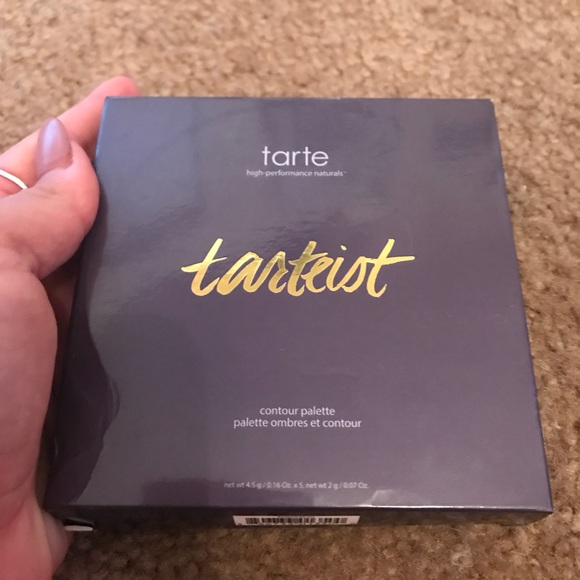 tarte
high-performance naturals™
tarteist
contour palette
palette ombres et contour
net wt 4.5 g / 0.16 Oz. x 5, net wt 2 g / 0.07 Oz.